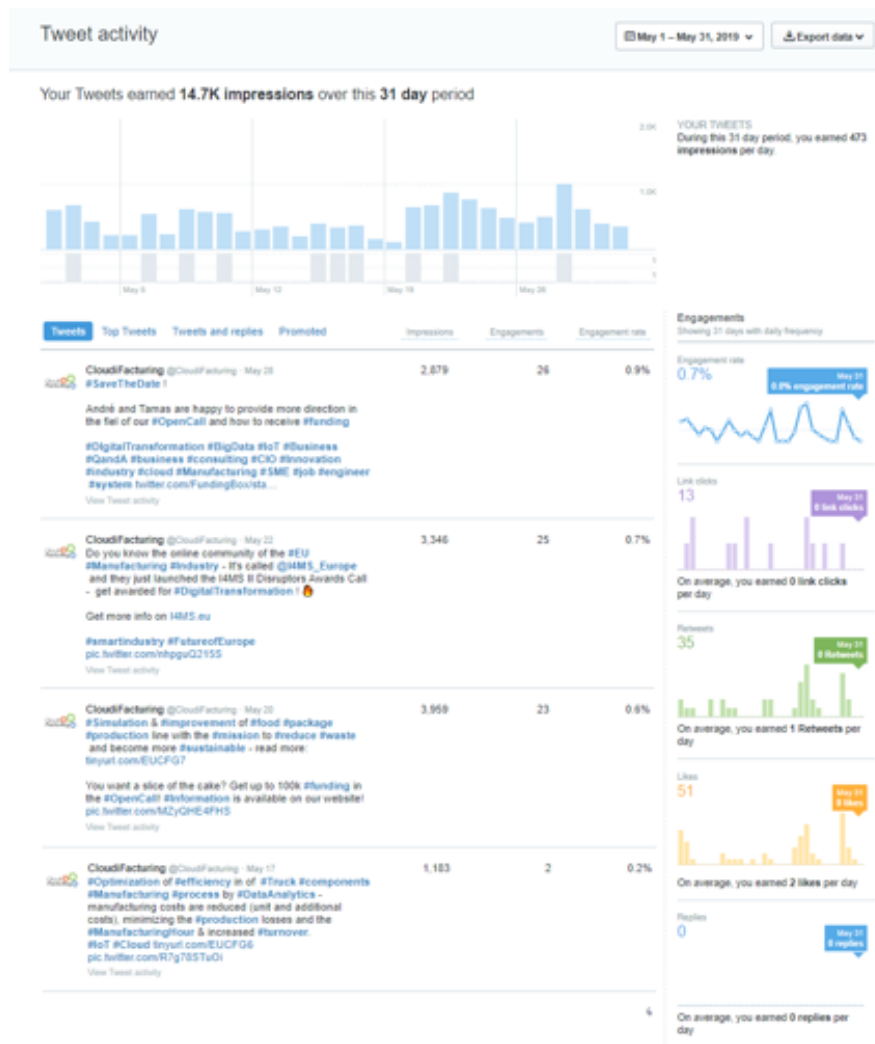 Tweet activity
May 1 – May 31, 2019
Export data
Your Tweets earned 14.7K impressions over this 31 day period
2.0K
1.0K
May 5
May 12
May 19
May 26
YOUR TWEETS
During this 31 day period, you earned 473
impressions per day.
Tweets Top Tweets Tweets and replies Promoted
Impressions Engagements Engagement rate
CloudiFacturing @CloudiFacturing · May 28
2,879 26 0.9%
#SaveTheDate !
André and Tamas are happy to provide more direction in
the fiel of our #OpenCall and how to receive #funding
#DIgitalTransformation #BigData #IoT #Business
#QandA #business #consulting #CIO #Innovation
#industry #cloud #Manufacturing #SME #job #engineer
#system twitter.com/FundingBox/sta...
View Tweet activity
CloudiFacturing @CloudiFacturing · May 22
3,346 25 0.7%
Do you know the online community of the #EU
#Manufacturing #Industry - It's called @I4MS_Europe
and they just launched the I4MS II Disruptors Awards Call
- get awarded for #DigitalTransformation !
Get more info on I4MS.eu
#smartindustry #FutureofEurope
pic.twitter.com/nhpguQ215S
View Tweet activity
CloudiFacturing @CloudiFacturing · May 20
3,959 23 0.6%
#Simulation & #improvement of #food #package
#production line with the #mission to #reduce #waste
and become more #sustainable - read more:
tinyurl.com/EUCFG7
You want a slice of the cake? Get up to 100k #funding in
the #OpenCall! #Information is available on our website!
pic.twitter.com/MZyQHE4FHS
View Tweet activity
CloudiFacturing @CloudiFacturing · May 17
1,183 2 0.2%
#Optimization of #efficiency in of #Truck #components
#Manufacturing #process by #DataAnalytics -
manufacturing costs are reduced (unit and additional
costs), minimizing the #production losses and the
#ManufacturingHour & increased #turnover.
#IoT #Cloud tinyurl.com/EUCFG6
pic.twitter.com/R7g78STuOi
View Tweet activity
Engagements
Showing 31 days with daily frequency
Engagement rate
0.7%
May 31
0.8% engagement rate
Link clicks
13
May 31
0 link clicks
On average, you earned 0 link clicks
per day
Retweets
35
May 31
0 Retweets
On average, you earned 1 Retweets per
day
Likes
51
May 31
0 likes
On average, you earned 2 likes per day
Replies
0
May 31
0 replies
On average, you earned 0 replies per
day